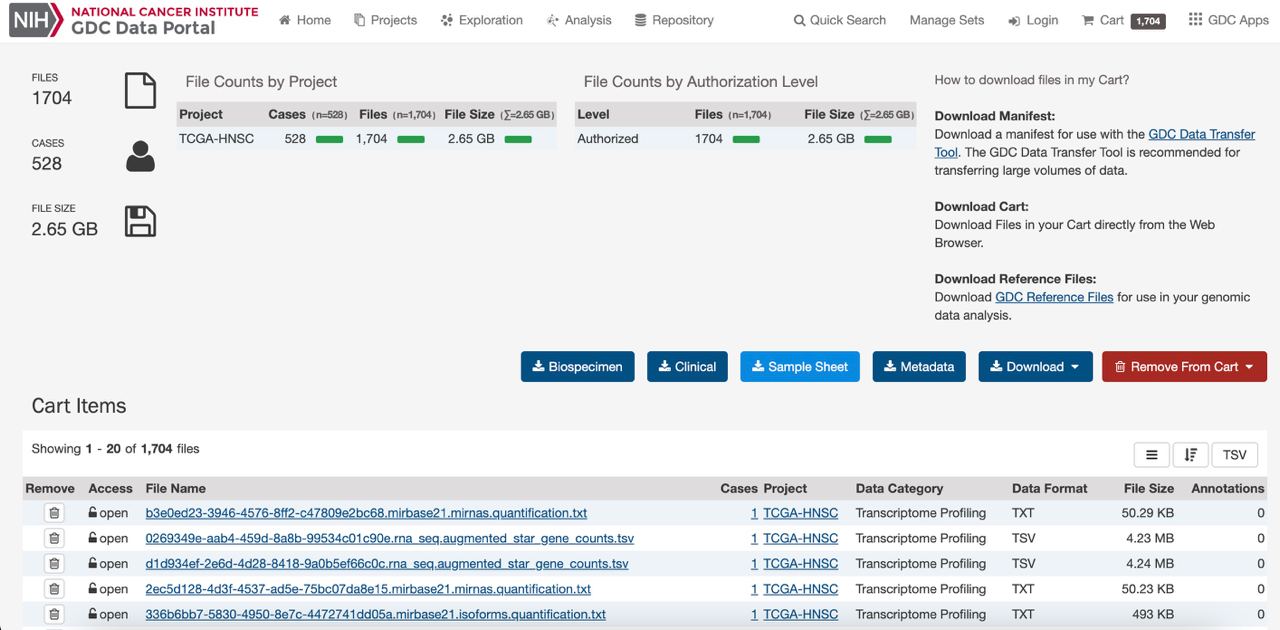 NIH NATIONAL CANCER INSTITUTE
GDC Data Portal
Home Projects Exploration Analysis Repository Quick Search Manage Sets Login Cart 1,704 GDC Apps
FILES
1704
CASES
528
FILE SIZE
2.65 GB
File Counts by Project
Project Cases (n=528) Files (n=1,704) File Size (∑=2.65 GB)
TCGA-HNSC 528 1,704 2.65 GB
File Counts by Authorization Level
Level Files (n=1,704) File Size (∑=2.65 GB)
Authorized 1704 2.65 GB
How to download files in my Cart?
Download Manifest:
Download a manifest for use with the GDC Data Transfer
Tool. The GDC Data Transfer Tool is recommended for
transferring large volumes of data.
Download Cart:
Download Files in your Cart directly from the Web
Browser.
Download Reference Files:
Download GDC Reference Files for use in your genomic
data analysis.
Biospecimen Clinical Sample Sheet Metadata Download Remove From Cart
Cart Items
Showing 1 - 20 of 1,704 files
TSV
Remove Access File Name Cases Project Data Category Data Format File Size Annotations
open b3e0ed23-3946-4576-8ff2-c47809e2bc68.mirbase21.mirnas.quantification.txt 1 TCGA-HNSC Transcriptome Profiling TXT 50.29 KB 0
open 0269349e-aab4-459d-8a8b-99534c01c90e.rna_seq.augmented_star_gene_counts.tsv 1 TCGA-HNSC Transcriptome Profiling TSV 4.23 MB 0
open d1d934ef-2e6d-4d28-8418-9a0b5ef66c0c.rna_seq.augmented_star_gene_counts.tsv 1 TCGA-HNSC Transcriptome Profiling TSV 4.24 MB 0
open 2ec5d128-4d3f-4537-ad5e-75bc07da8e15.mirbase21.mirnas.quantification.txt 1 TCGA-HNSC Transcriptome Profiling TXT 50.23 KB 0
open 336b6bb7-5830-4950-8e7c-4472741dd05a.mirbase21.isoforms.quantification.txt 1 TCGA-HNSC Transcriptome Profiling TXT 493 KB 0